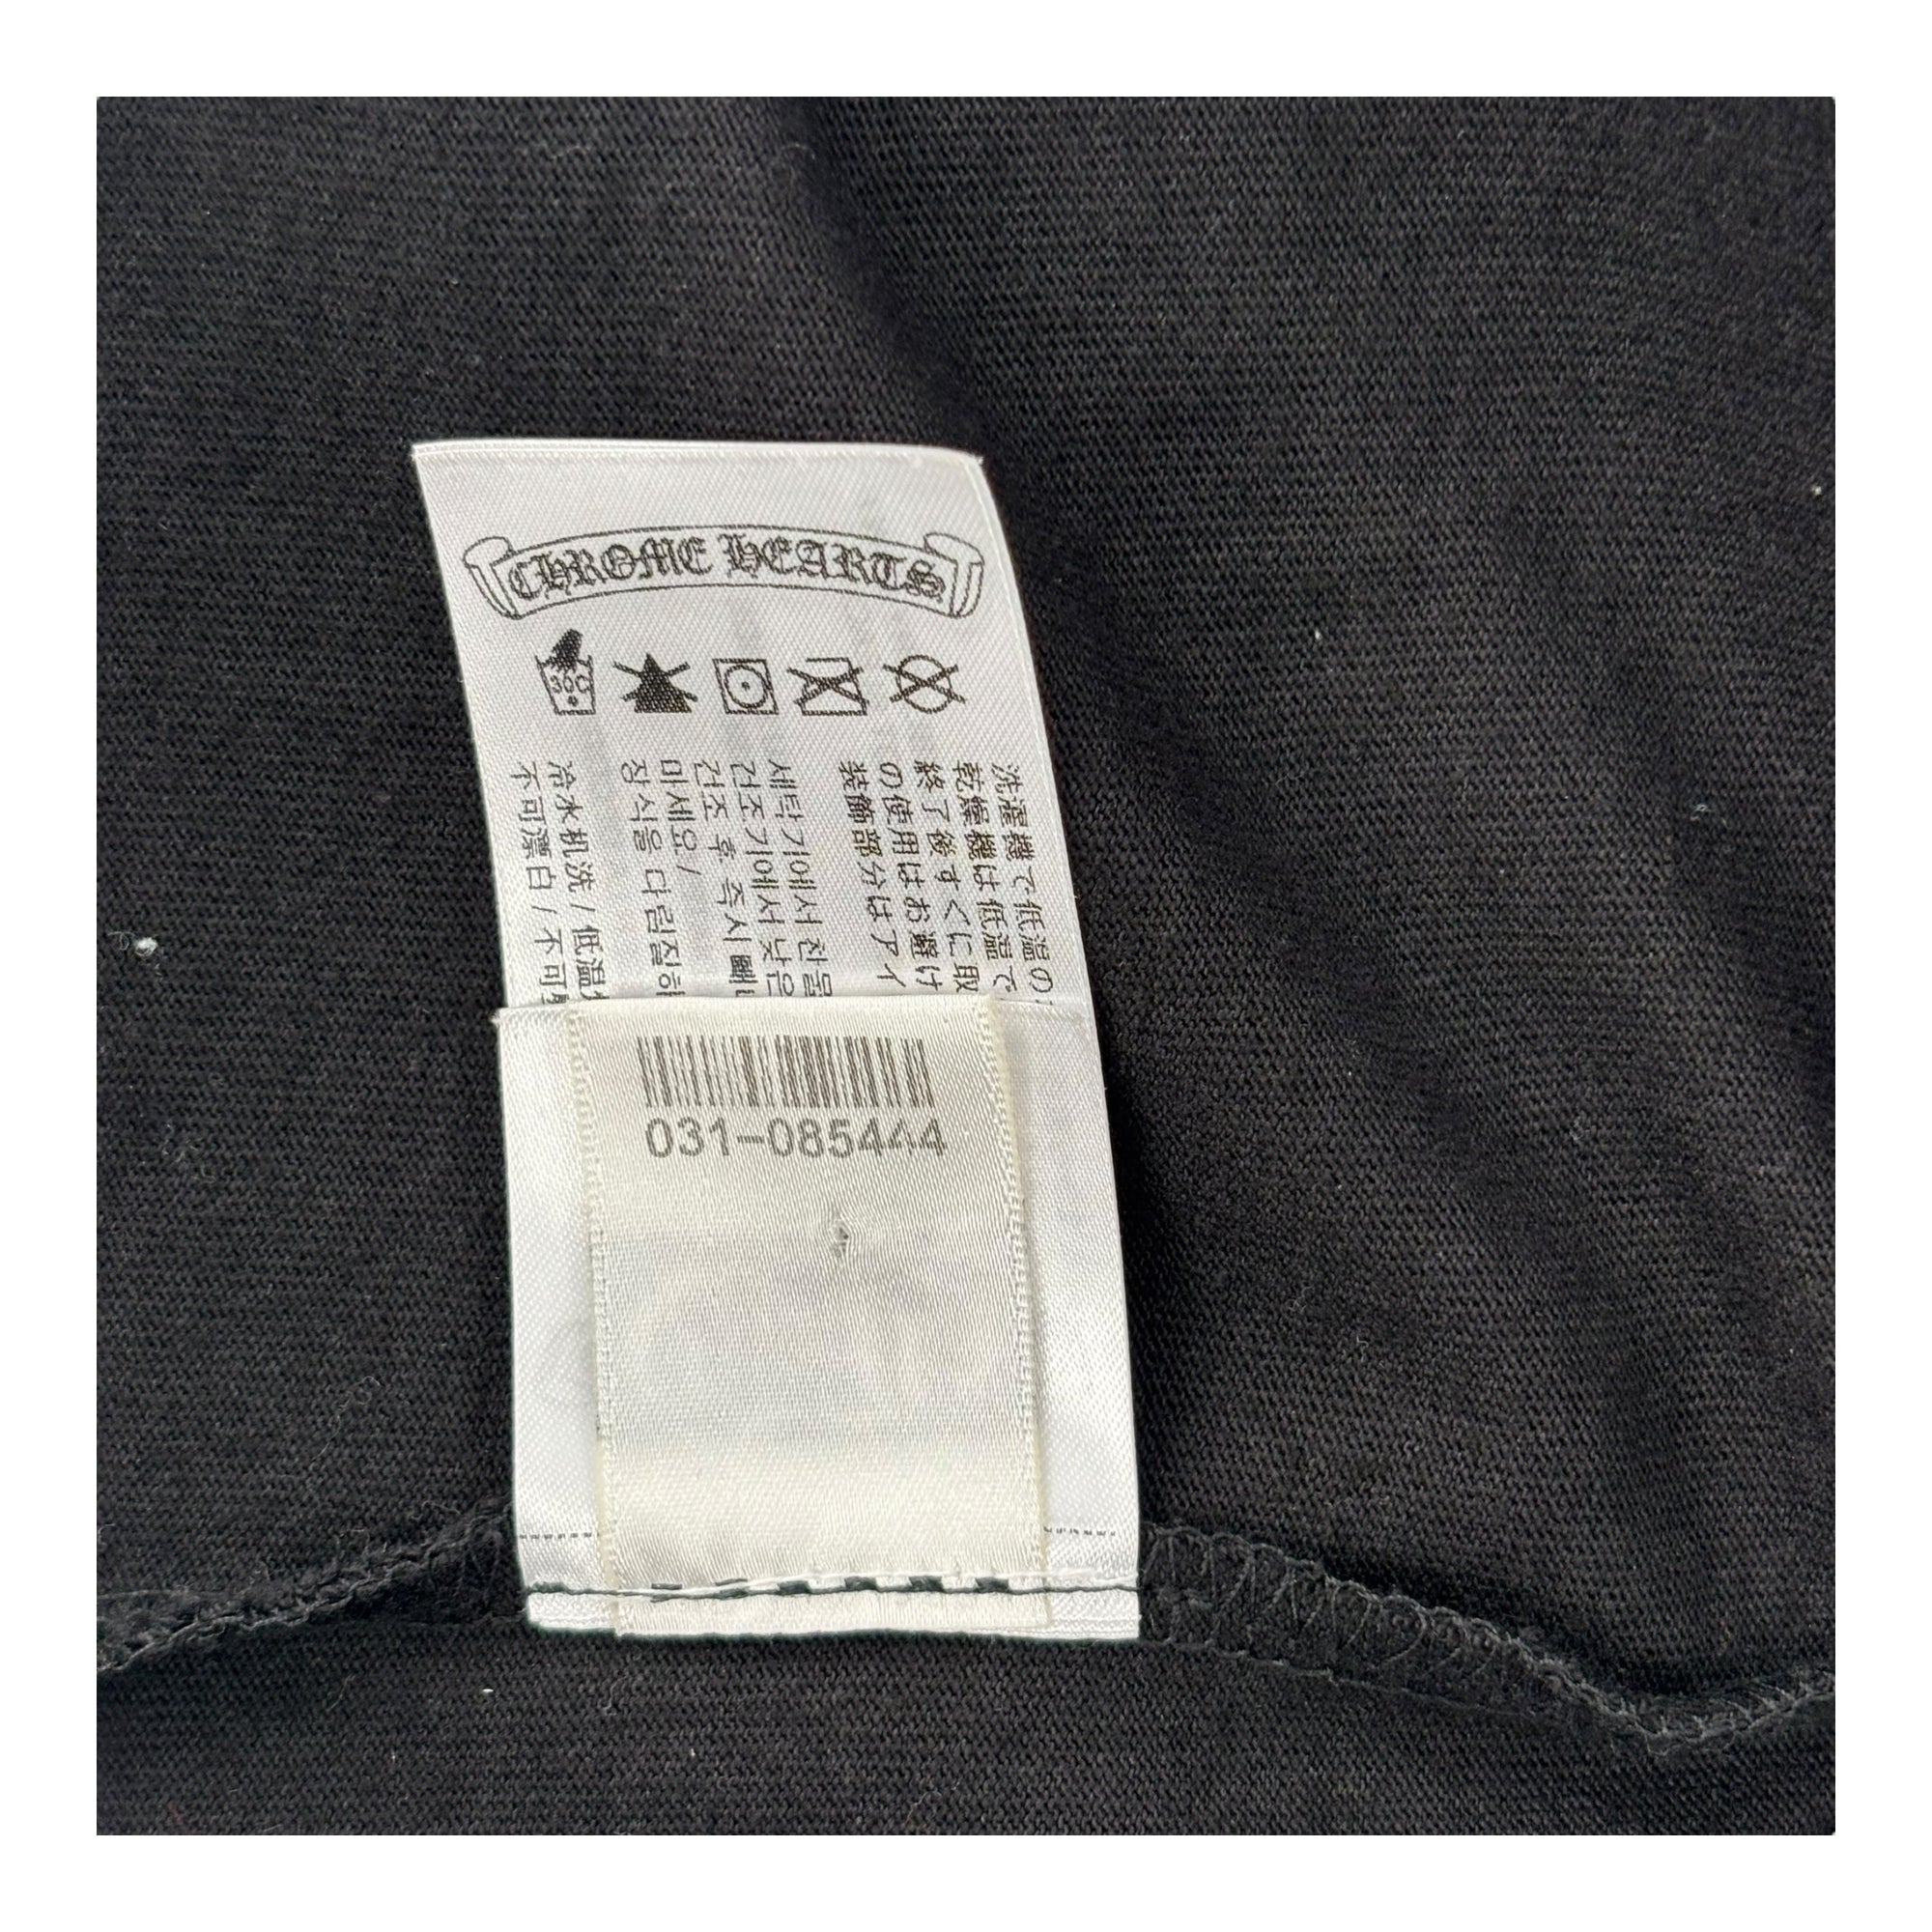 CHROME HEARTS
30C
洗濯機で低温の
乾燥機は低温で
終了後すぐに取
の使用はお避け
装飾部分はアイ
세탁기에서 찬물
건조기에서 낮은
건조 후 즉시 빼
마세요 /
장식을 다림질하
冷水机洗 / 低温
不可漂白 / 不可
031-085444